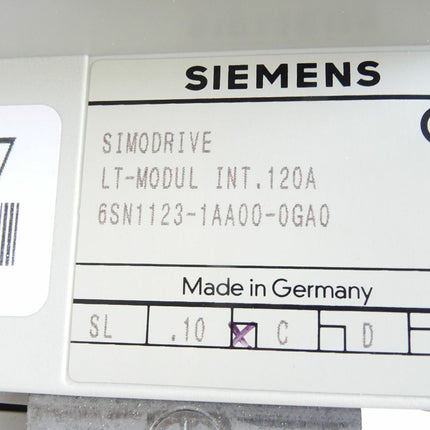 SIEMENS
SIMODRIVE
LT-MODUL INT.120A
6SN1123-1AA00-0GA0
Made in Germany
SL .10 C D